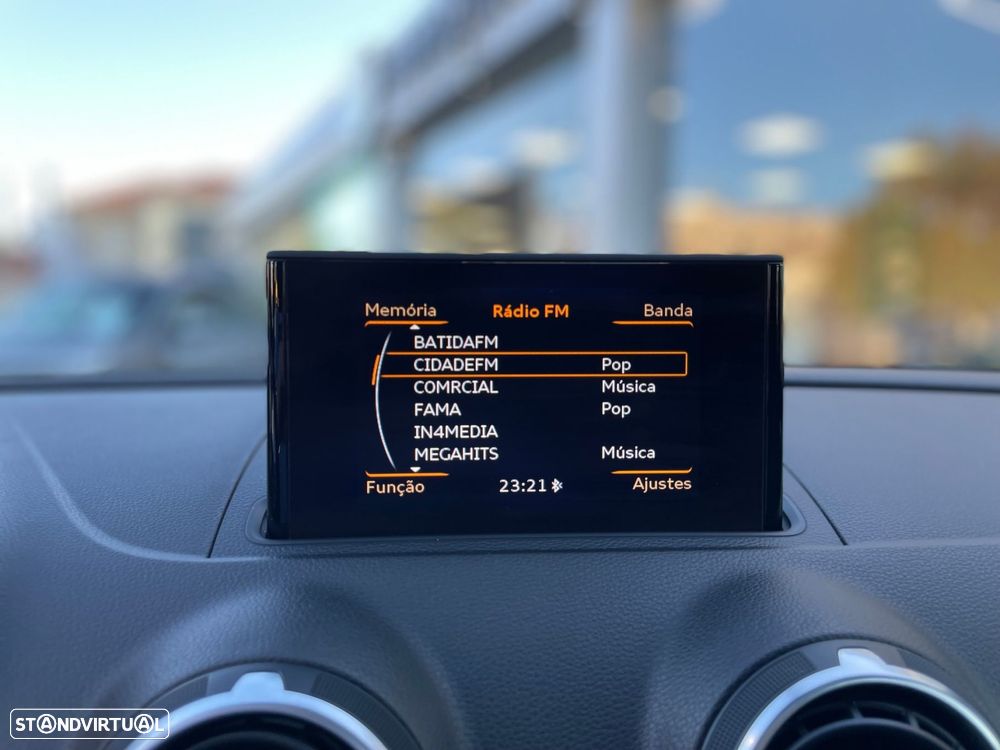 Memória Rádio FM Banda
BATIDAFM
CIDADEFM Pop
COMRCIAL Música
FAMA Pop
IN4MEDIA
MEGAHITS Música
Função 23:21 Ajustes
STANDVIRTUAL